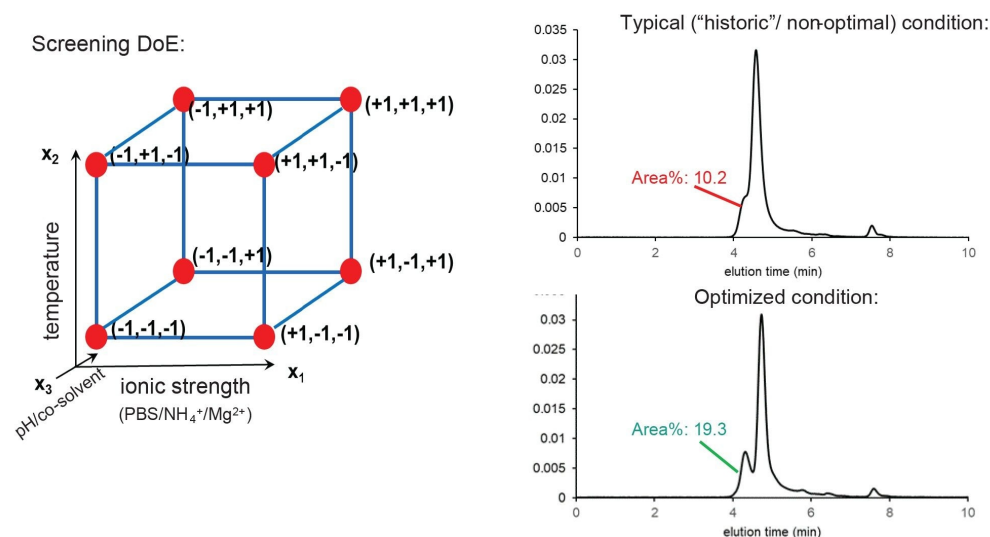 Screening DoE:
(-1,+1,+1)
(+1,+1,+1)
x2
(-1,+1,-1)
(+1,+1,-1)
temperature
(-1,-1,+1)
(+1,-1,+1)
(-1,-1,-1)
(+1,-1,-1)
x3
pH/co-solvent
ionic strength
x1
(PBS/NH4+/Mg2+)
Typical ("historic"/ non-optimal) condition:
0.035
0.03
0.025
0.02
0.015
Area%: 10.2
0.01
0.005
0
0 2 4 6 8 10
elution time (min)
Optimized condition:
0.03
0.025
0.02
0.015
Area%: 19.3
0.01
0.005
0
0 2 4 6 8 10
elution time (min)